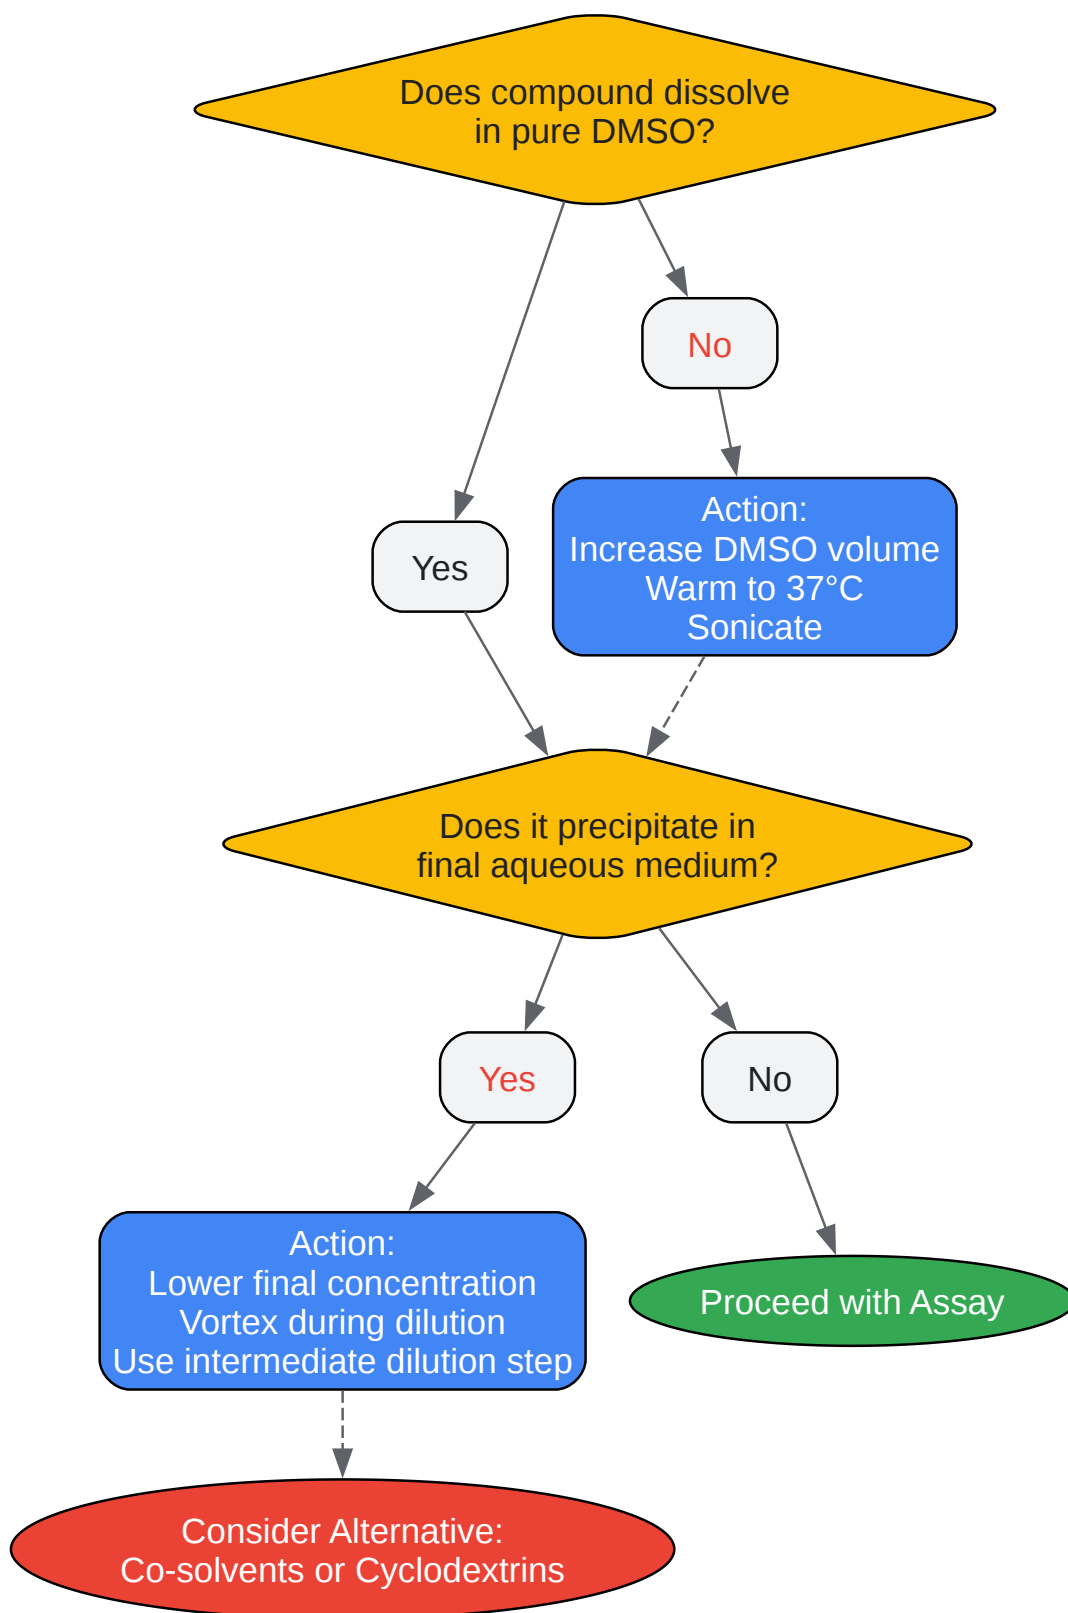 Does compound dissolve
in pure DMSO?
No
Action:
Increase DMSO volume
Warm to 37°C
Sonicate
Yes
Does it precipitate in
final aqueous medium?
Yes
No
Action:
Lower final concentration
Vortex during dilution
Use intermediate dilution step
Proceed with Assay
Consider Alternative:
Co-solvents or Cyclodextrins